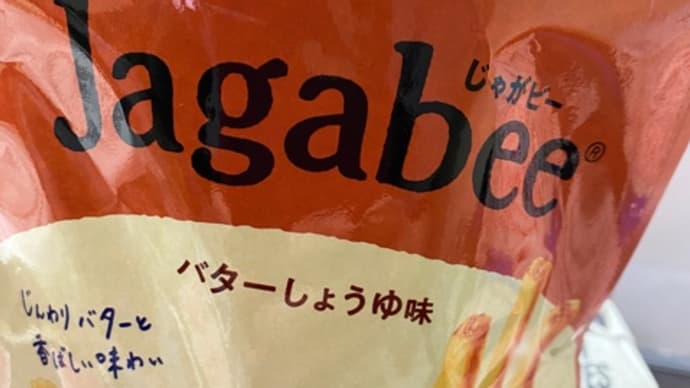 Jagabee®
じゃがビー
バターしょうゆ味
じんわりバターと
香ばしい味わい